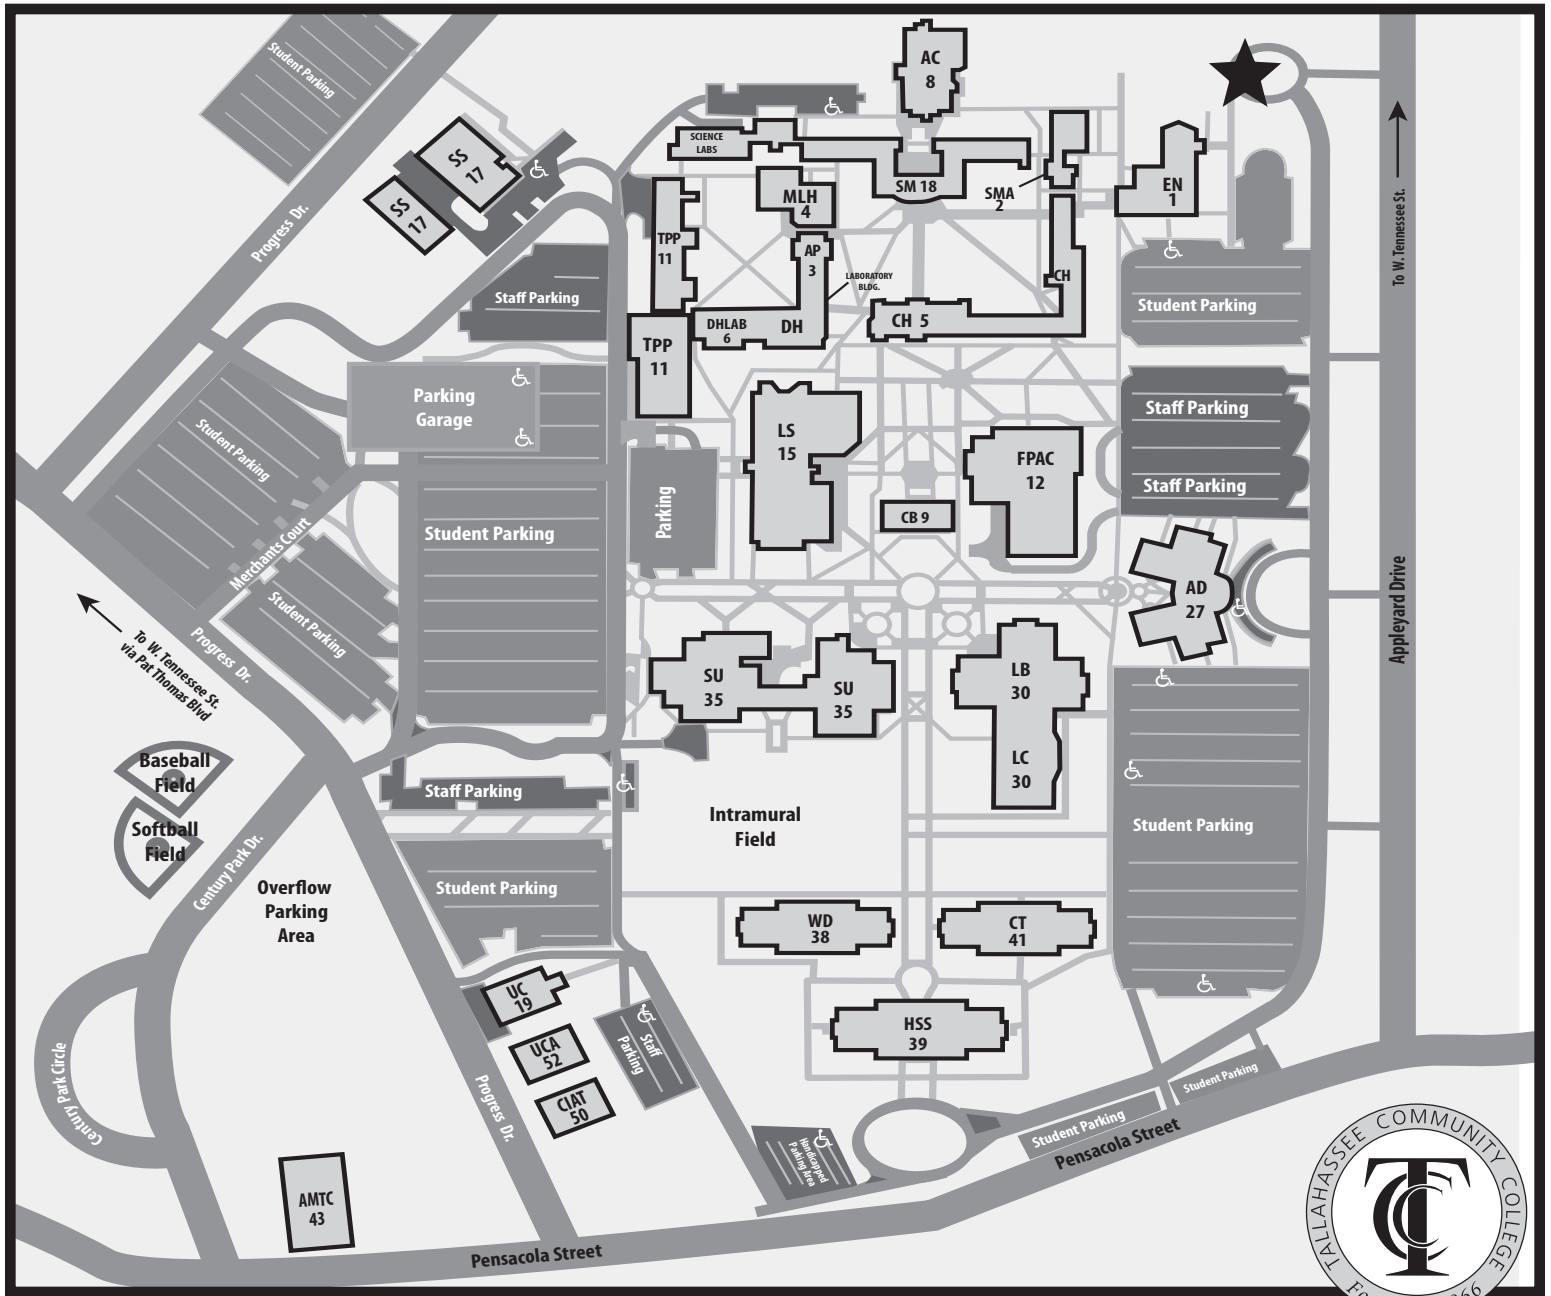 Student Parking
AC
8
SCIENCE
LABS
SM 18
SMA
2
EN
1
SS
17
SS
17
MLH
4
TPP
11
AP
3
LABORATORY
BLDG.
CH
CH 5
DHLAB
6
DH
TPP
11
Progress Dr.
Staff Parking
Student Parking
To W. Tennessee St.
Parking
Garage
Staff Parking
Staff Parking
Student Parking
LS
15
FPAC
12
CB 9
Parking
Student Parking
Merchants Court
Student Parking
AD
27
Appleyard Drive
To W. Tennessee St.
via Pat Thomas Blvd
Progress Dr.
SU
35
SU
35
LB
30
LC
30
Baseball
Field
Softball
Field
Staff Parking
Intramural
Field
Student Parking
Century Park Dr.
Overflow
Parking
Area
Student Parking
WD
38
CT
41
UC
19
UCA
52
CIAT
50
Staff
Parking
HSS
39
Century Park Circle
Progress Dr.
Handicapped
Parking Area
Student Parking
Student Parking
Pensacola Street
AMTC
43
Pensacola Street
TALLAHASSEE COMMUNITY COLLEGE
TCC